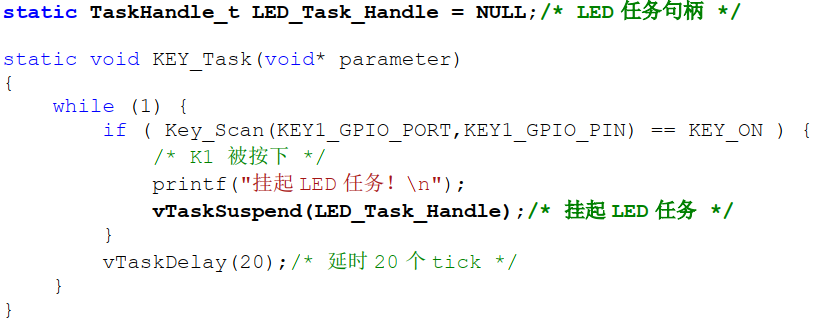 static TaskHandle_t LED_Task_Handle = NULL;/* LED 任务句柄 */
static void KEY_Task(void* parameter)
{
while (1) {
if ( Key_Scan(KEY1_GPIO_PORT,KEY1_GPIO_PIN) == KEY_ON ) {
/* K1 被按下 */
printf("挂起 LED 任务！\n");
vTaskSuspend(LED_Task_Handle);/* 挂起 LED 任务 */
}
vTaskDelay(20);/* 延时 20 个 tick */
}
}